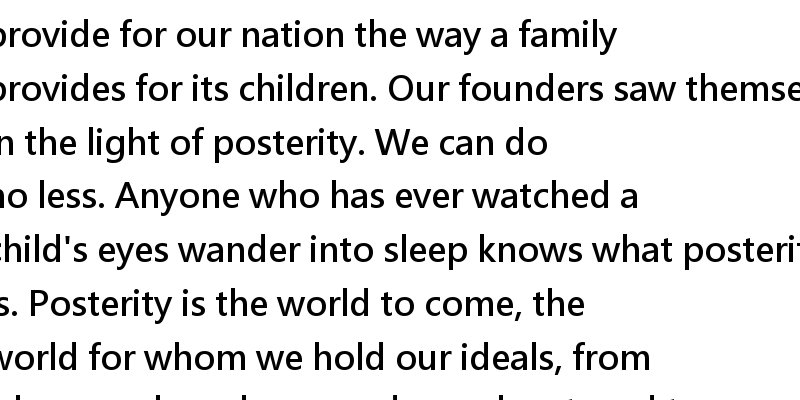 provide for our nation the way a family
provides for its children. Our founders saw
in the light of posterity. We can do
no less. Anyone who has ever watched a
child's eyes wander into sleep knows what
Posterity is the world to come, the
world for whom we hold our ideals, from